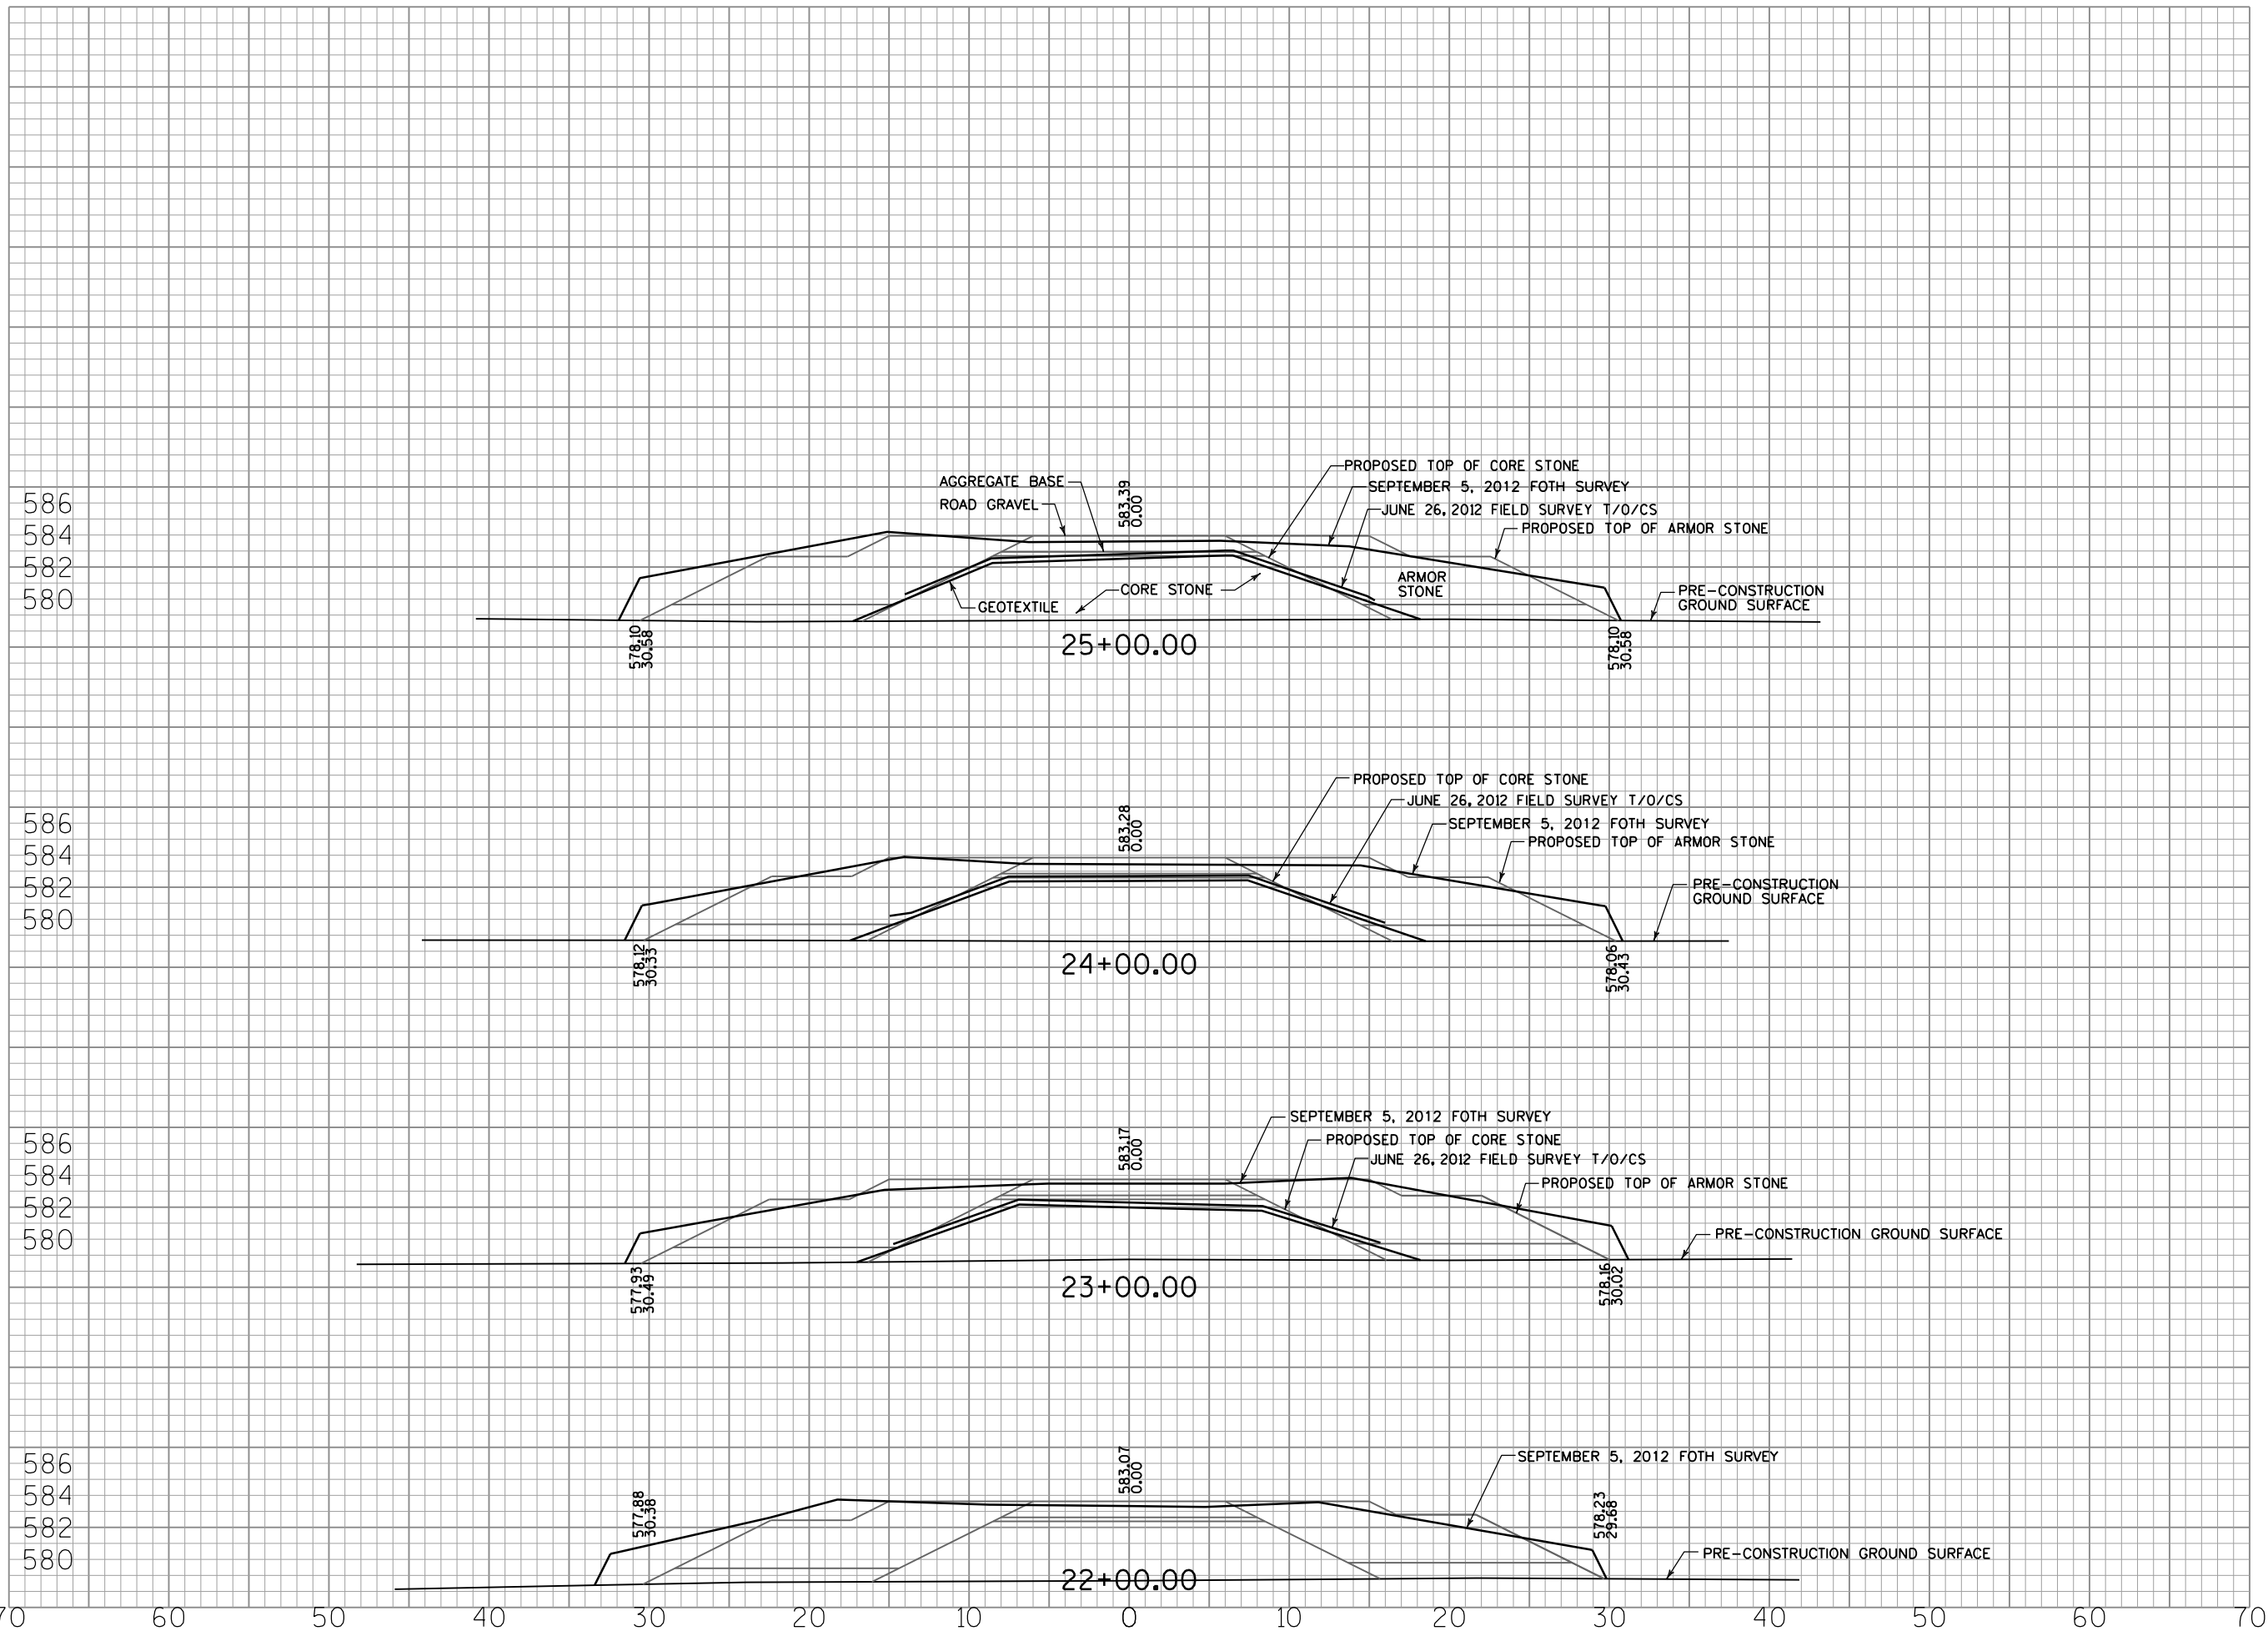 PROPOSED TOP OF CORE STONE
AGGREGATE BASE
SEPTEMBER 5, 2012 FOTH SURVEY
583.39
0.00
586
ROAD GRAVEL
JUNE 26, 2012 FIELD SURVEY T/O/CS
PROPOSED TOP OF ARMOR STONE
584
582
580
ARMOR
STONE
CORE STONE
GEOTEXTILE
PRE-CONSTRUCTION
GROUND SURFACE
578.10
30.58
25+00.00
578.10
30.58
PROPOSED TOP OF CORE STONE
JUNE 26, 2012 FIELD SURVEY T/O/CS
583.28
0.00
586
SEPTEMBER 5, 2012 FOTH SURVEY
PROPOSED TOP OF ARMOR STONE
584
582
580
PRE-CONSTRUCTION
GROUND SURFACE
578.12
30.33
24+00.00
578.06
30.43
SEPTEMBER 5, 2012 FOTH SURVEY
583.17
0.00
586
PROPOSED TOP OF CORE STONE
JUNE 26, 2012 FIELD SURVEY T/O/CS
584
PROPOSED TOP OF ARMOR STONE
582
580
PRE-CONSTRUCTION GROUND SURFACE
577.93
30.49
23+00.00
578.16
30.02
583.07
0.00
586
SEPTEMBER 5, 2012 FOTH SURVEY
584
577.88
30.38
578.23
29.68
582
580
PRE-CONSTRUCTION GROUND SURFACE
22+00.00
70 60 50 40 30 20 10 0 10 20 30 40 50 60 70